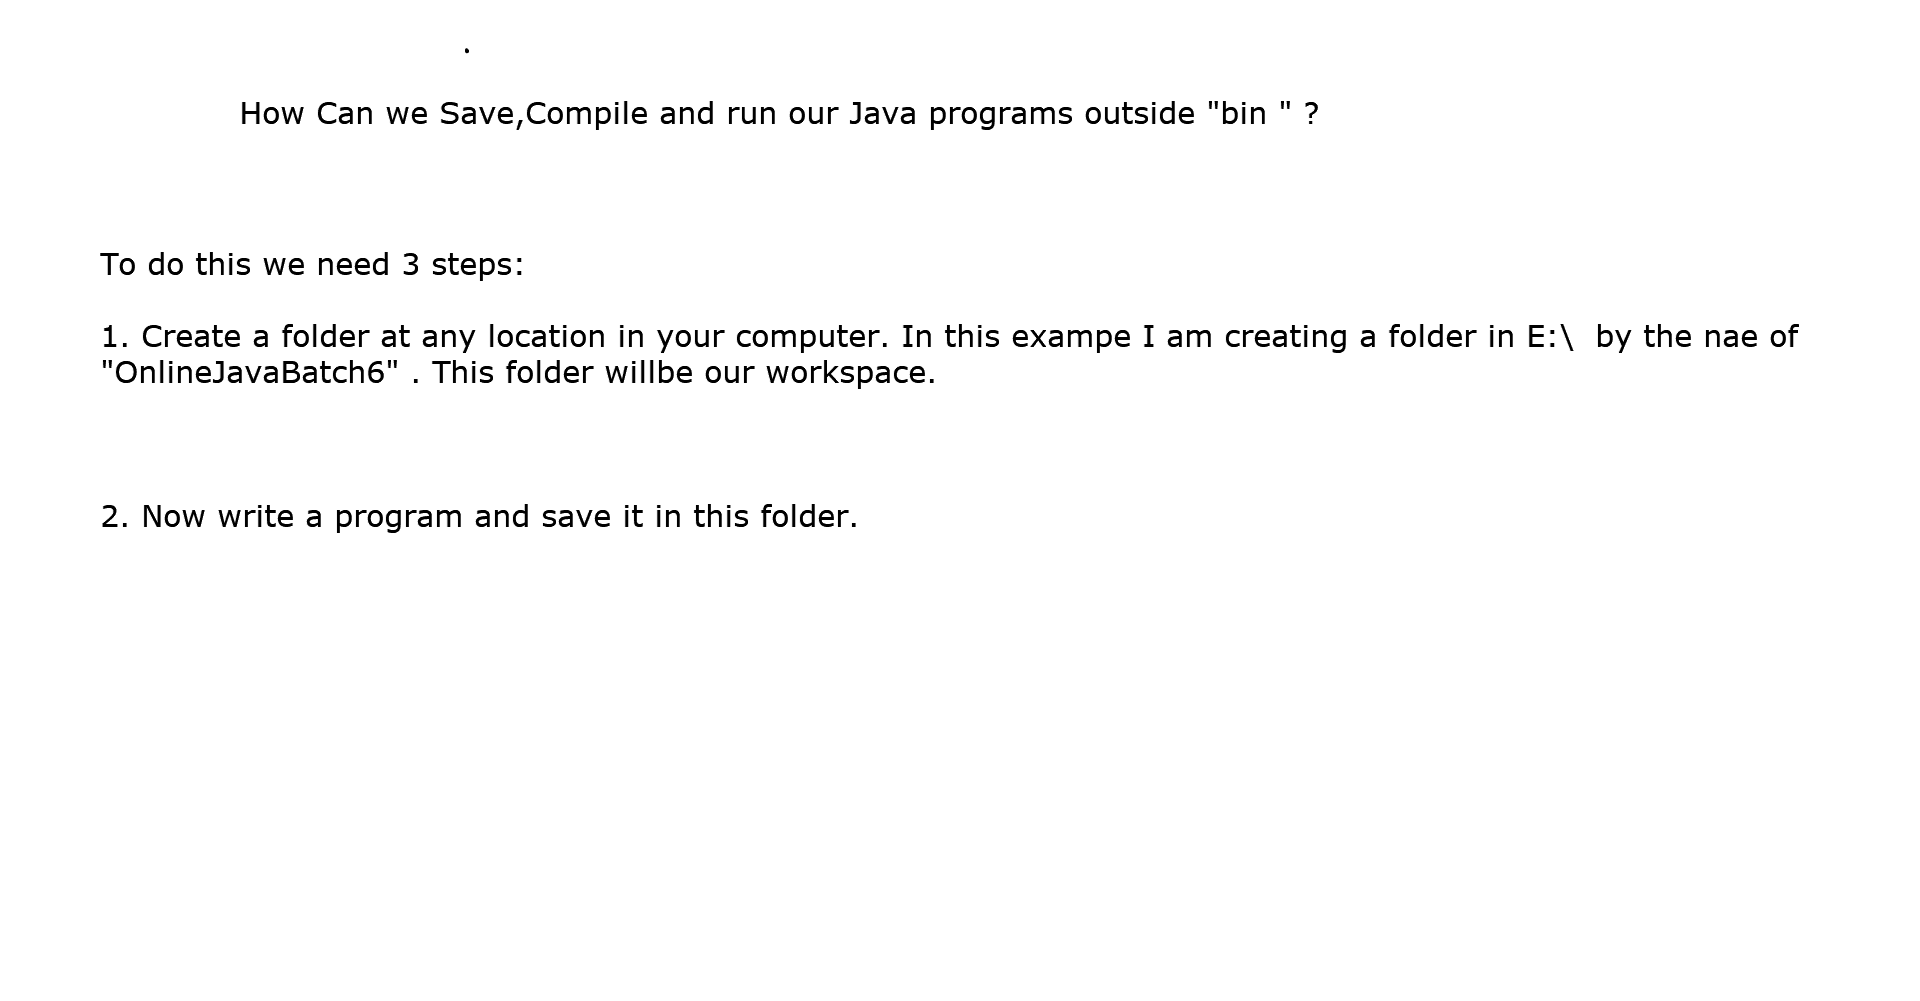 How Can we Save,Compile and run our Java programs outside "bin " ?
To do this we need 3 steps:
1. Create a folder at any location in your computer. In this exampe I am creating a folder in E:\  by the nae of
"OnlineJavaBatch6" . This folder willbe our workspace.
2. Now write a program and save it in this folder.